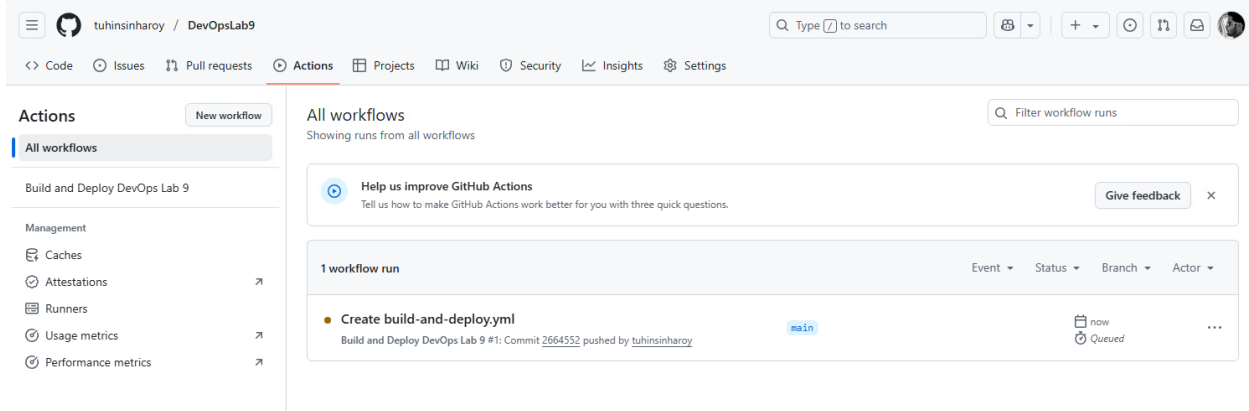 tuhinsinharoy / DevOpsLab9
Type / to search
Code Issues Pull requests Actions Projects Wiki Security Insights Settings
Actions
New workflow
All workflows
Build and Deploy DevOps Lab 9
Management
Caches
Attestations
Runners
Usage metrics
Performance metrics
All workflows
Showing runs from all workflows
Filter workflow runs
Help us improve GitHub Actions
Tell us how to make GitHub Actions work better for you with three quick questions.
Give feedback
1 workflow run
Event Status Branch Actor
Create build-and-deploy.yml
Build and Deploy DevOps Lab 9 #1: Commit 2664552 pushed by tuhinsinharoy
main
now
Queued